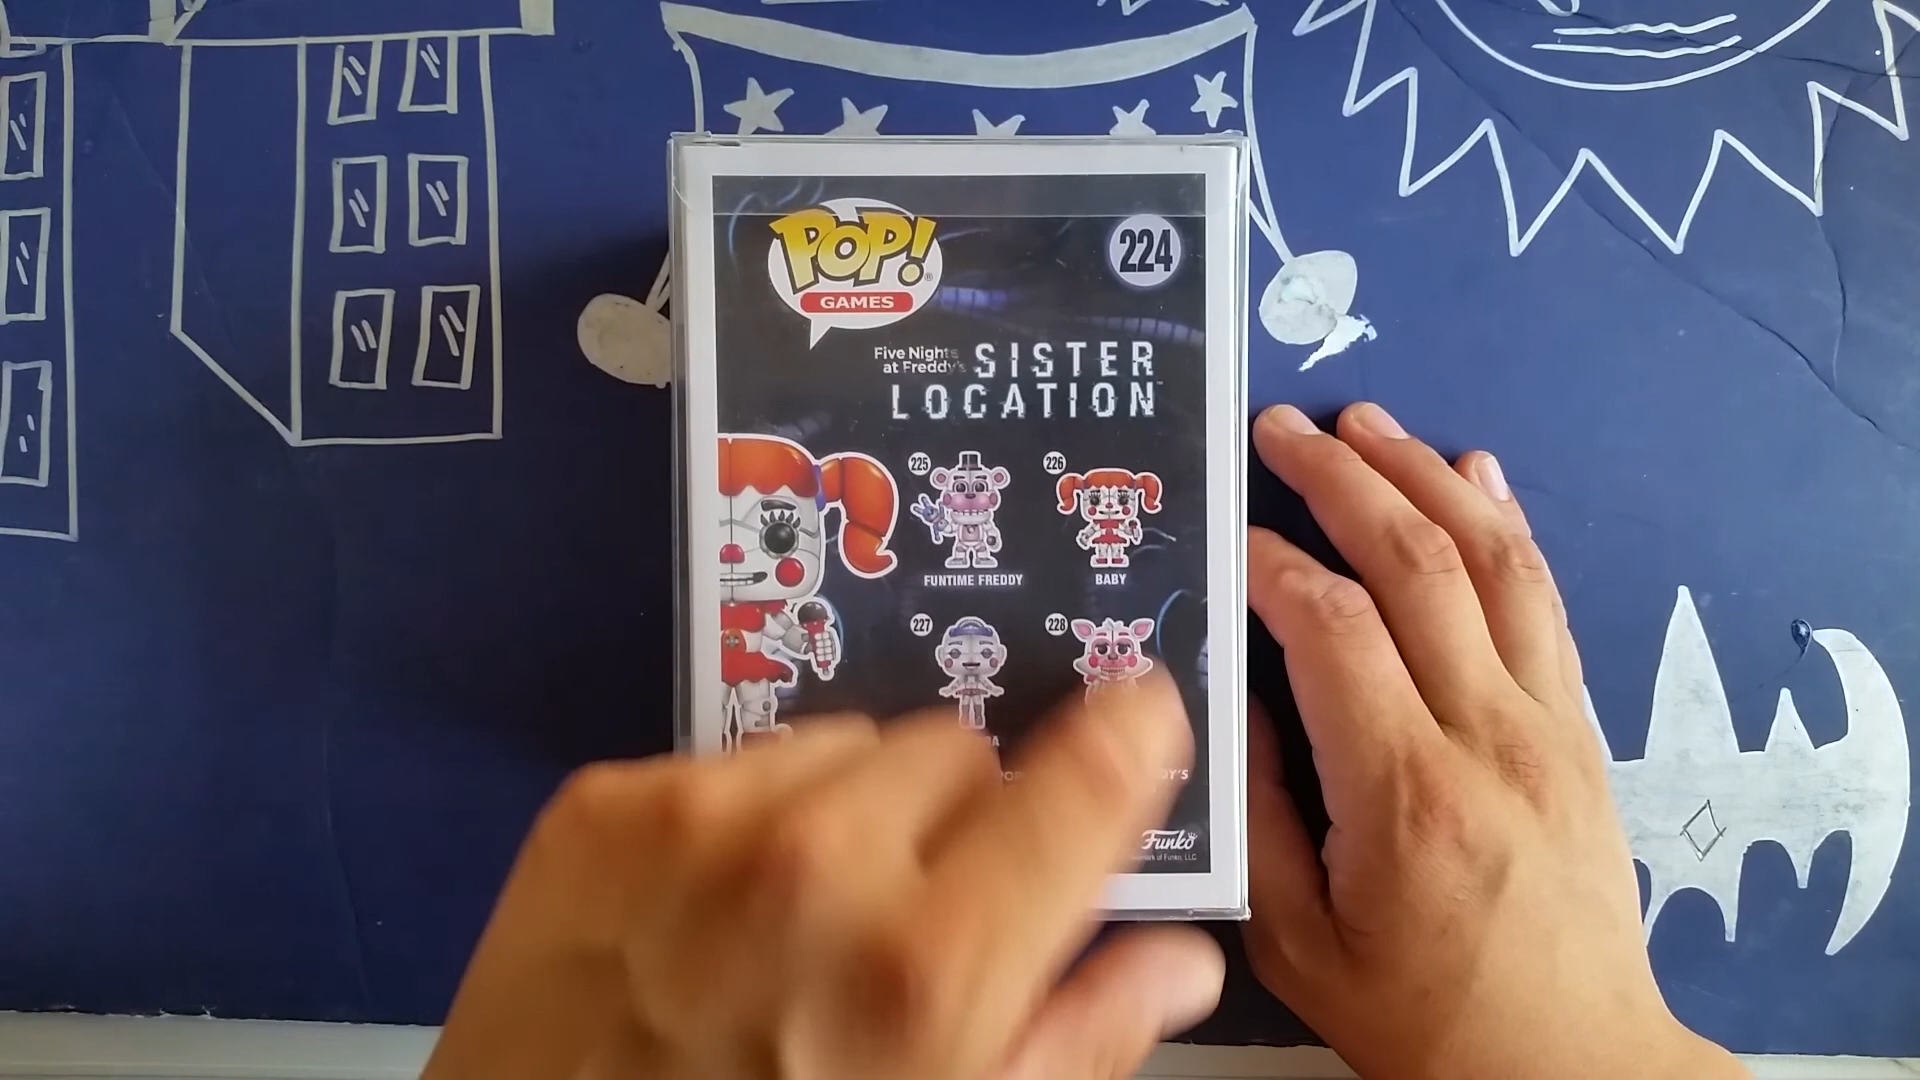 POP!
GAMES
224
Five Nights
at Freddy's
SISTER
LOCATION
225
226
FUNTIME FREDDY
BABY
227
228
Funko